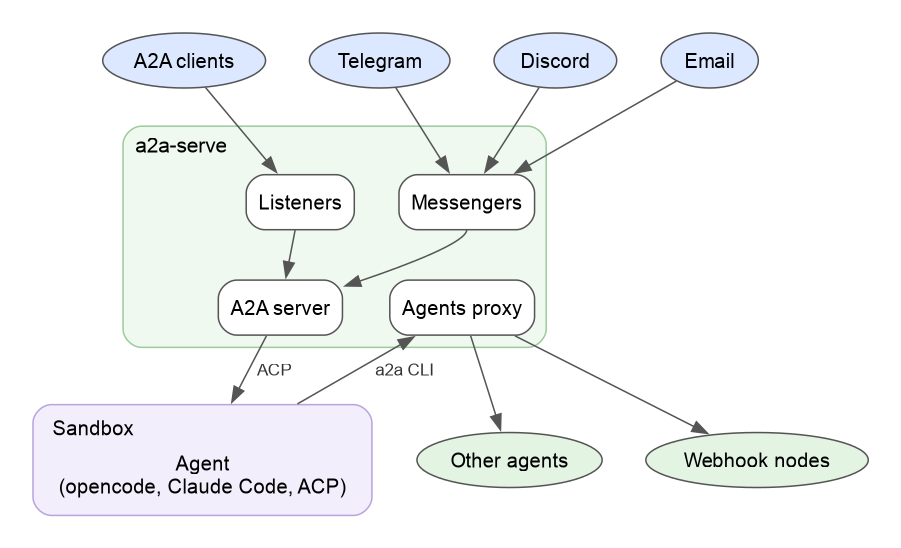 A2A clients
Telegram
Discord
Email
a2a-serve
Listeners
Messengers
A2A server
Agents proxy
ACP
a2a CLI
Sandbox
Agent
(opencode, Claude Code, ACP)
Other agents
Webhook nodes